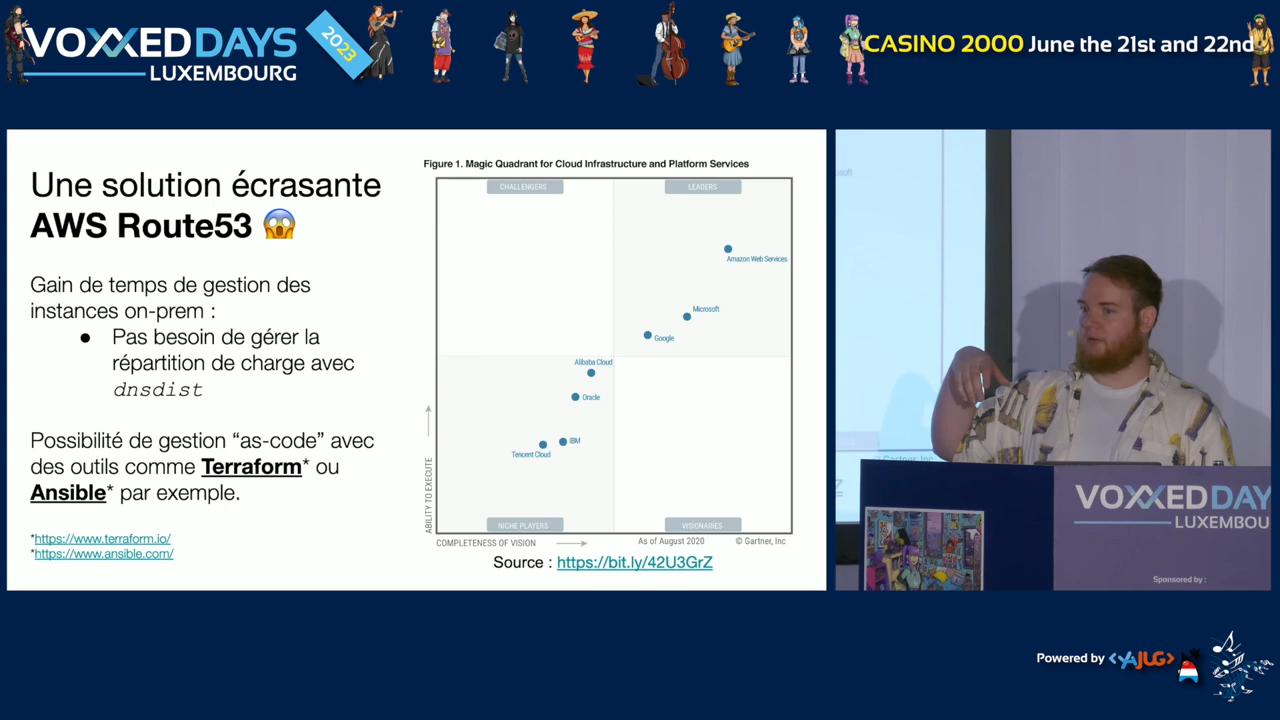 VOXXED DAYS
2023
LUXEMBOURG
CASINO 2000 June the 21st and 22nd
Une solution écrasante
AWS Route53 😱
Gain de temps de gestion des
instances on-prem :
● Pas besoin de gérer la
répartition de charge avec
dnsdist
Possibilité de gestion “as-code” avec
des outils comme Terraform* ou
Ansible* par exemple.
*https://www.terraform.io/
*https://www.ansible.com/
Figure 1. Magic Quadrant for Cloud Infrastructure and Platform Services
CHALLENGERS
LEADERS
Amazon Web Services
Microsoft
Google
Alibaba Cloud
Oracle
IBM
Tencent Cloud
NICHE PLAYERS
VISIONARIES
ABILITY TO EXECUTE
COMPLETENESS OF VISION
As of August 2020
© Gartner, Inc
Source : https://bit.ly/42U3GrZ
Gartner, Inc
VOXXED DAY
LUXEMBOU
Sponsored by :
Powered by <YAJUG>